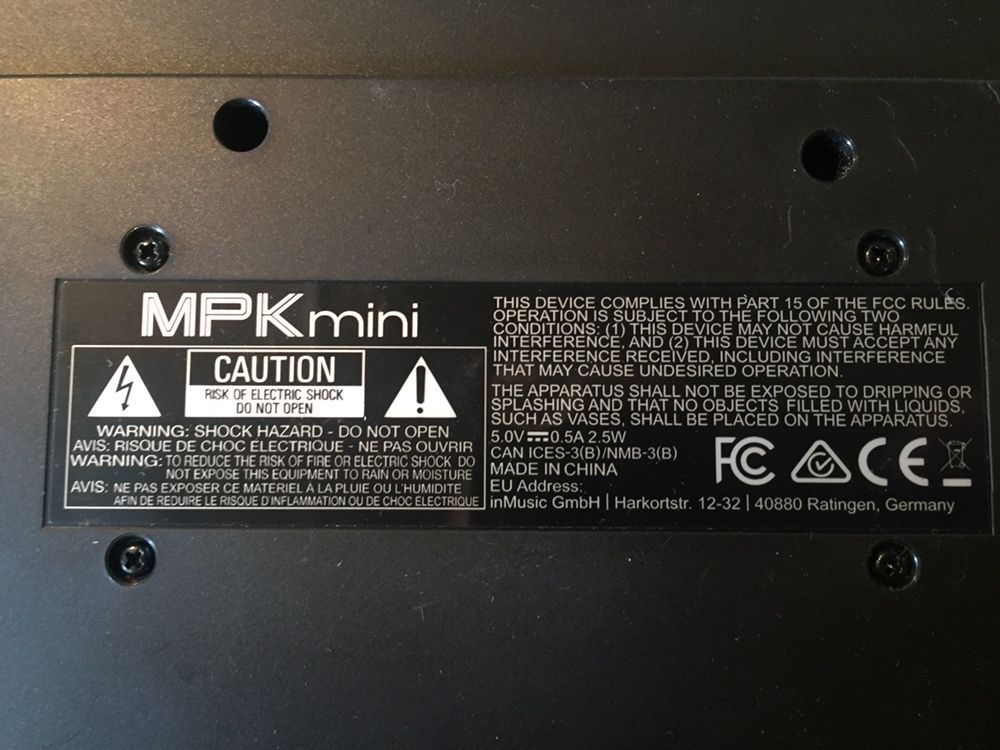 MPK mini
CAUTION
RISK OF ELECTRIC SHOCK
DO NOT OPEN
WARNING: SHOCK HAZARD - DO NOT OPEN
AVIS: RISQUE DE CHOC ÉLECTRIQUE - NE PAS OUVRIR
WARNING: TO REDUCE THE RISK OF FIRE OR ELECTRIC SHOCK DO
NOT EXPOSE THIS EQUIPMENT TO RAIN OR MOISTURE
AVIS: NE PAS EXPOSER CE MATERIEL À LA PLUIE OU L'HUMIDITE
AFIN DE REDUIRE LE RISQUE D'INFLAMMATION OU DE CHOC ÉLECTRIQUE
THIS DEVICE COMPLIES WITH PART 15 OF THE FCC RULES.
OPERATION IS SUBJECT TO THE FOLLOWING TWO
CONDITIONS: (1) THIS DEVICE MAY NOT CAUSE HARMFUL
INTERFERENCE, AND (2) THIS DEVICE MUST ACCEPT ANY
INTERFERENCE RECEIVED, INCLUDING INTERFERENCE
THAT MAY CAUSE UNDESIRED OPERATION.
THE APPARATUS SHALL NOT BE EXPOSED TO DRIPPING OR
SPLASHING AND THAT NO OBJECTS FILLED WITH LIQUIDS,
SUCH AS VASES, SHALL BE PLACED ON THE APPARATUS.
5.0V⎓0.5A 2.5W
CAN ICES-3(B)/NMB-3(B)
MADE IN CHINA
FC CE
EU Address:
inMusic GmbH | Harkortstr. 12-32 | 40880 Ratingen, Germany